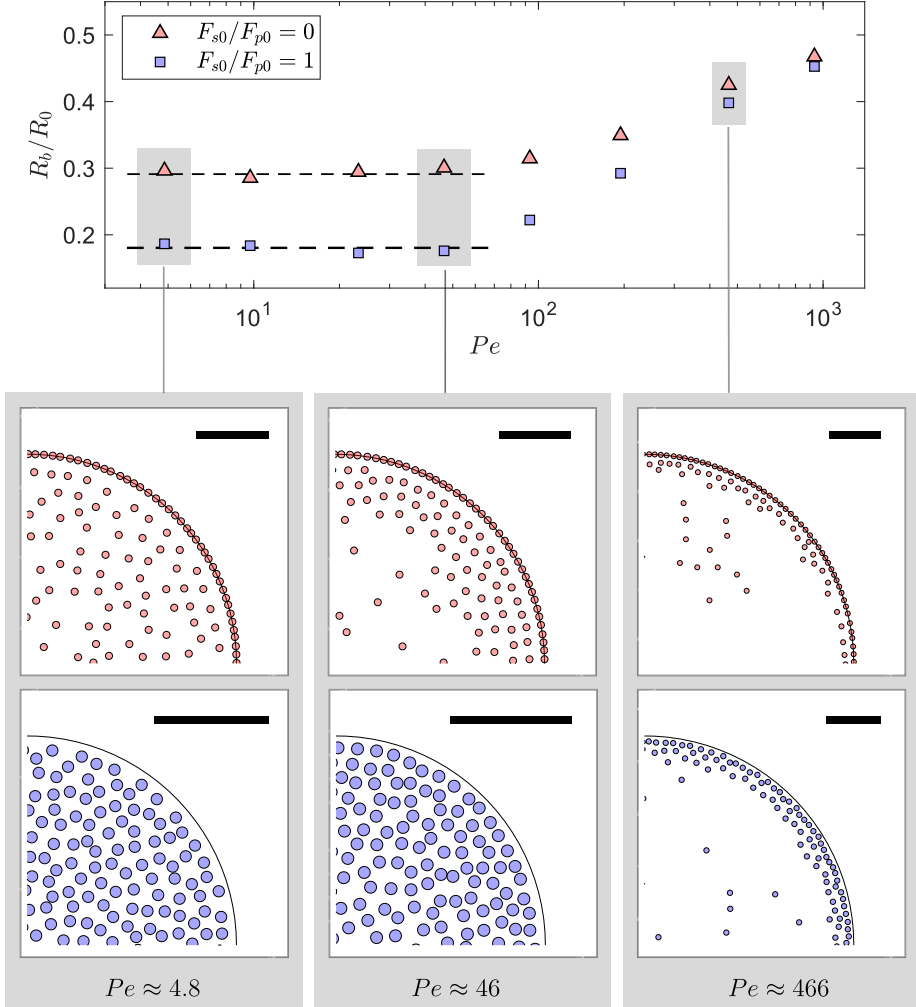 0.5
0.4
0.3
0.2
R_b/R_0
F_{s0}/F_{p0} = 0
F_{s0}/F_{p0} = 1
10^1
10^2
10^3
Pe
Pe ≈ 4.8
Pe ≈ 46
Pe ≈ 466